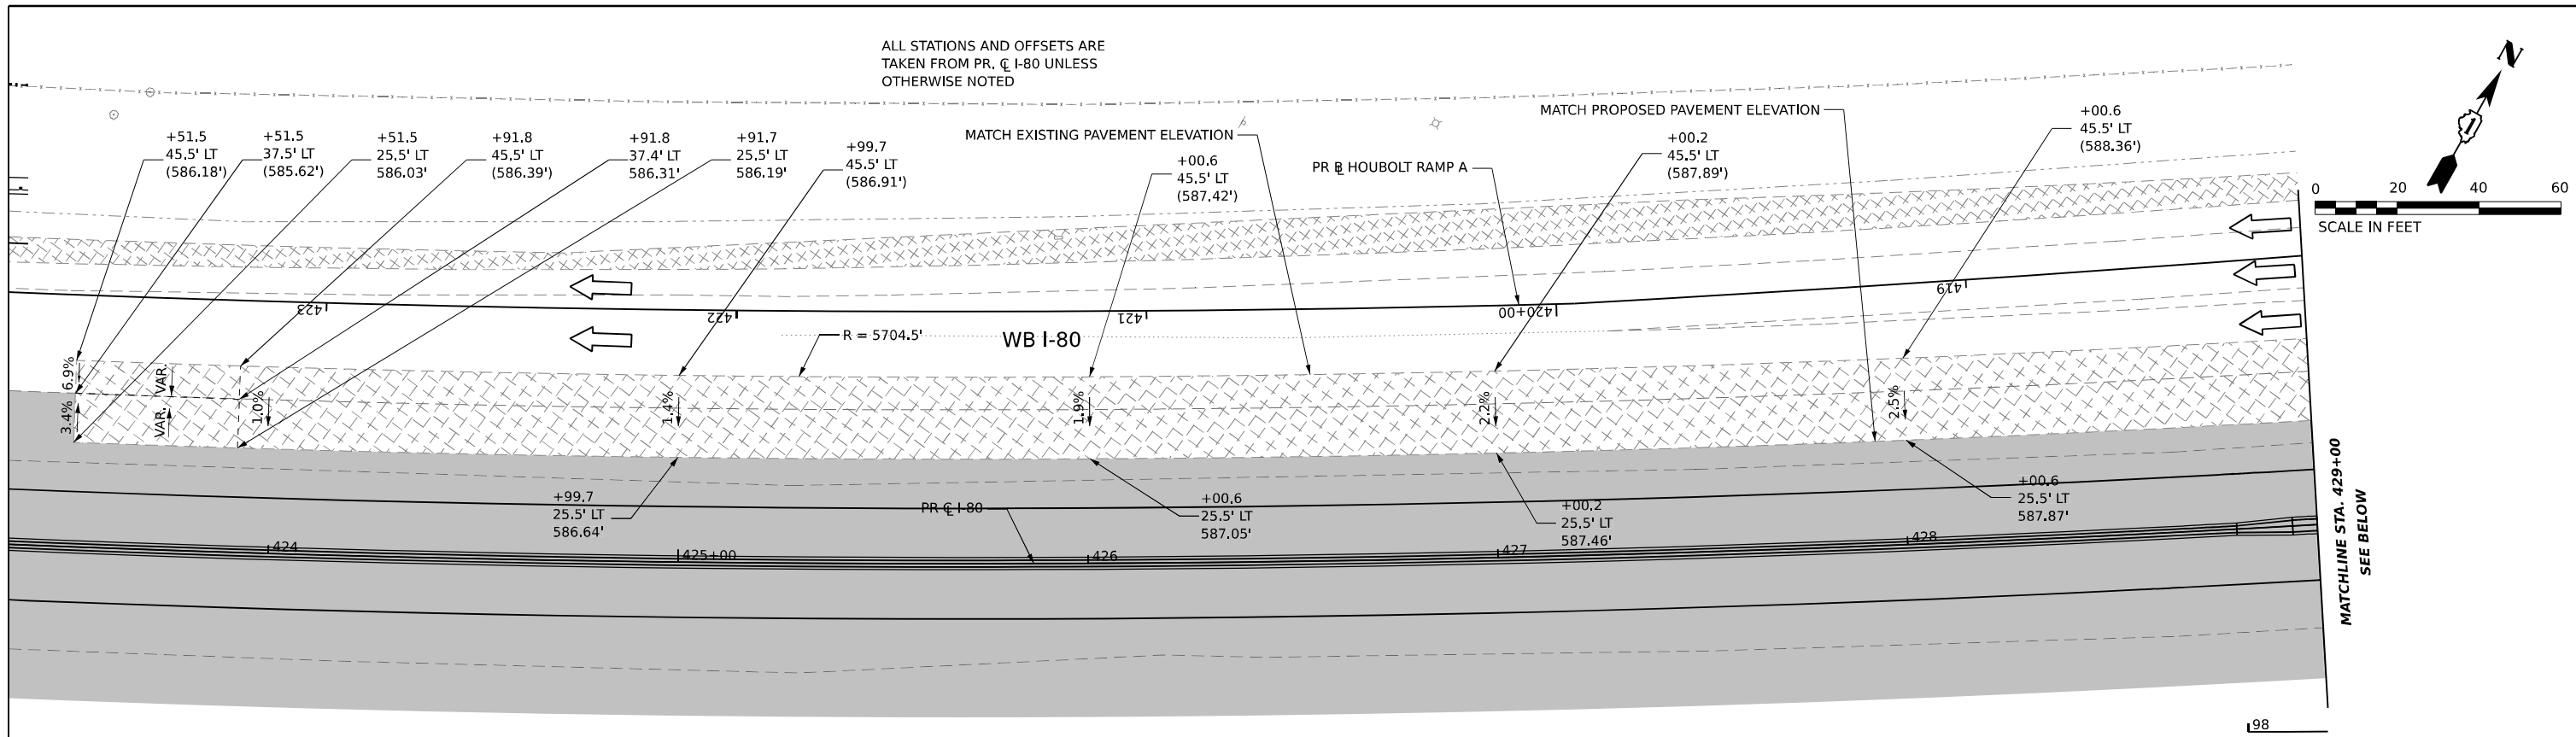 ALL STATIONS AND OFFSETS ARE
TAKEN FROM PR. ℄ I-80 UNLESS
OTHERWISE NOTED
N
1
+51.5
45.5' LT
(586.18')
+51.5
37.5' LT
(585.62')
+51.5
25.5' LT
586.03'
+91.8
45.5' LT
(586.39')
+91.8
37.4' LT
586.31'
+91.7
25.5' LT
586.19'
+99.7
45.5' LT
(586.91')
MATCH EXISTING PAVEMENT ELEVATION
+00.6
45.5' LT
(587.42')
PR BL HOUBOLT RAMP A
MATCH PROPOSED PAVEMENT ELEVATION
+00.2
45.5' LT
(587.89')
+00.6
45.5' LT
(588.36')
0 20 40 60
SCALE IN FEET
423
422
421
420+00
419
R = 5704.5'
WB I-80
6.9%
3.4%
VAR.
VAR.
1.0%
1.4%
1.9%
2.2%
2.5%
+99.7
25.5' LT
586.64'
PR ℄ I-80
+00.6
25.5' LT
587.05'
+00.2
25.5' LT
587.46'
+00.6
25.5' LT
587.87'
424
425+00
426
427
428
MATCHLINE STA. 429+00
SEE BELOW
98